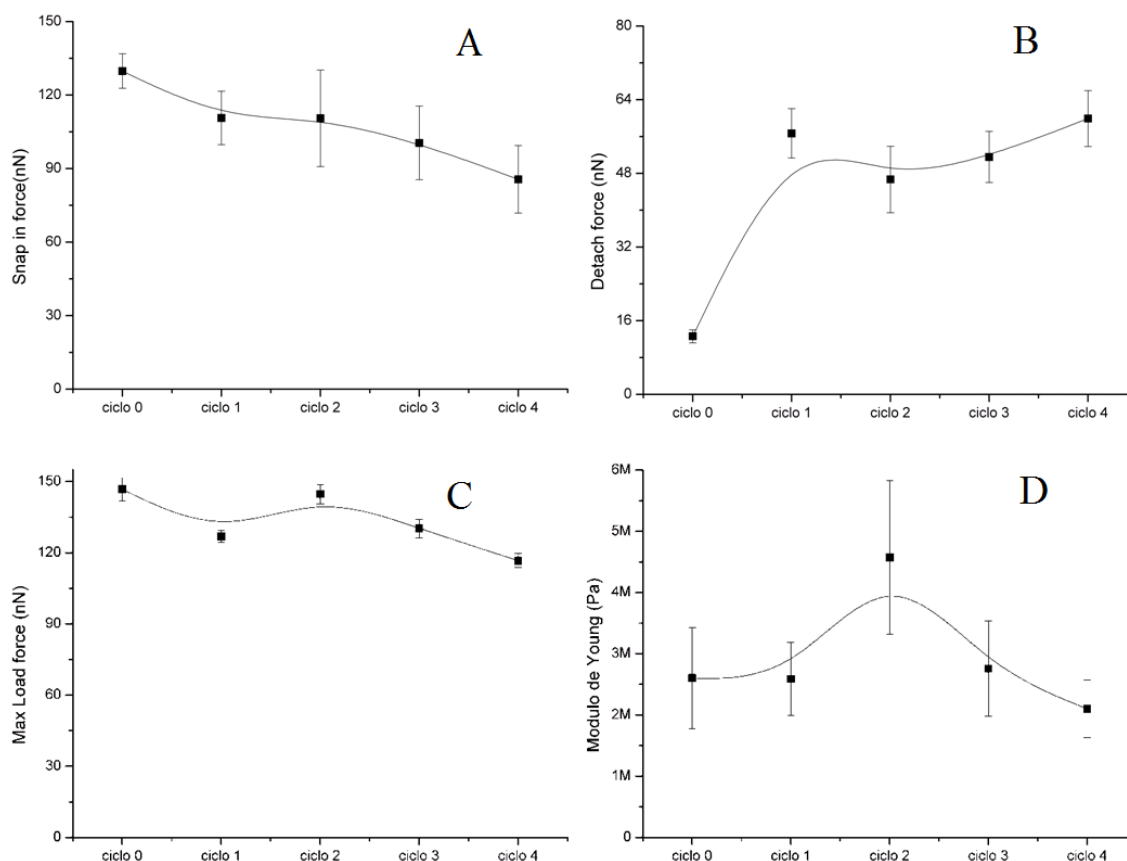 A
Snap in force(nN)
150
120
90
60
30
0
ciclo 0 ciclo 1 ciclo 2 ciclo 3 ciclo 4
B
Detach force (nN)
80
64
48
32
16
0
ciclo 0 ciclo 1 ciclo 2 ciclo 3 ciclo 4
C
Max Load force (nN)
150
120
90
60
30
0
ciclo 0 ciclo 1 ciclo 2 ciclo 3 ciclo 4
D
Modulo de Young (Pa)
6M
5M
4M
3M
2M
1M
0
ciclo 0 ciclo 1 ciclo 2 ciclo 3 ciclo 4